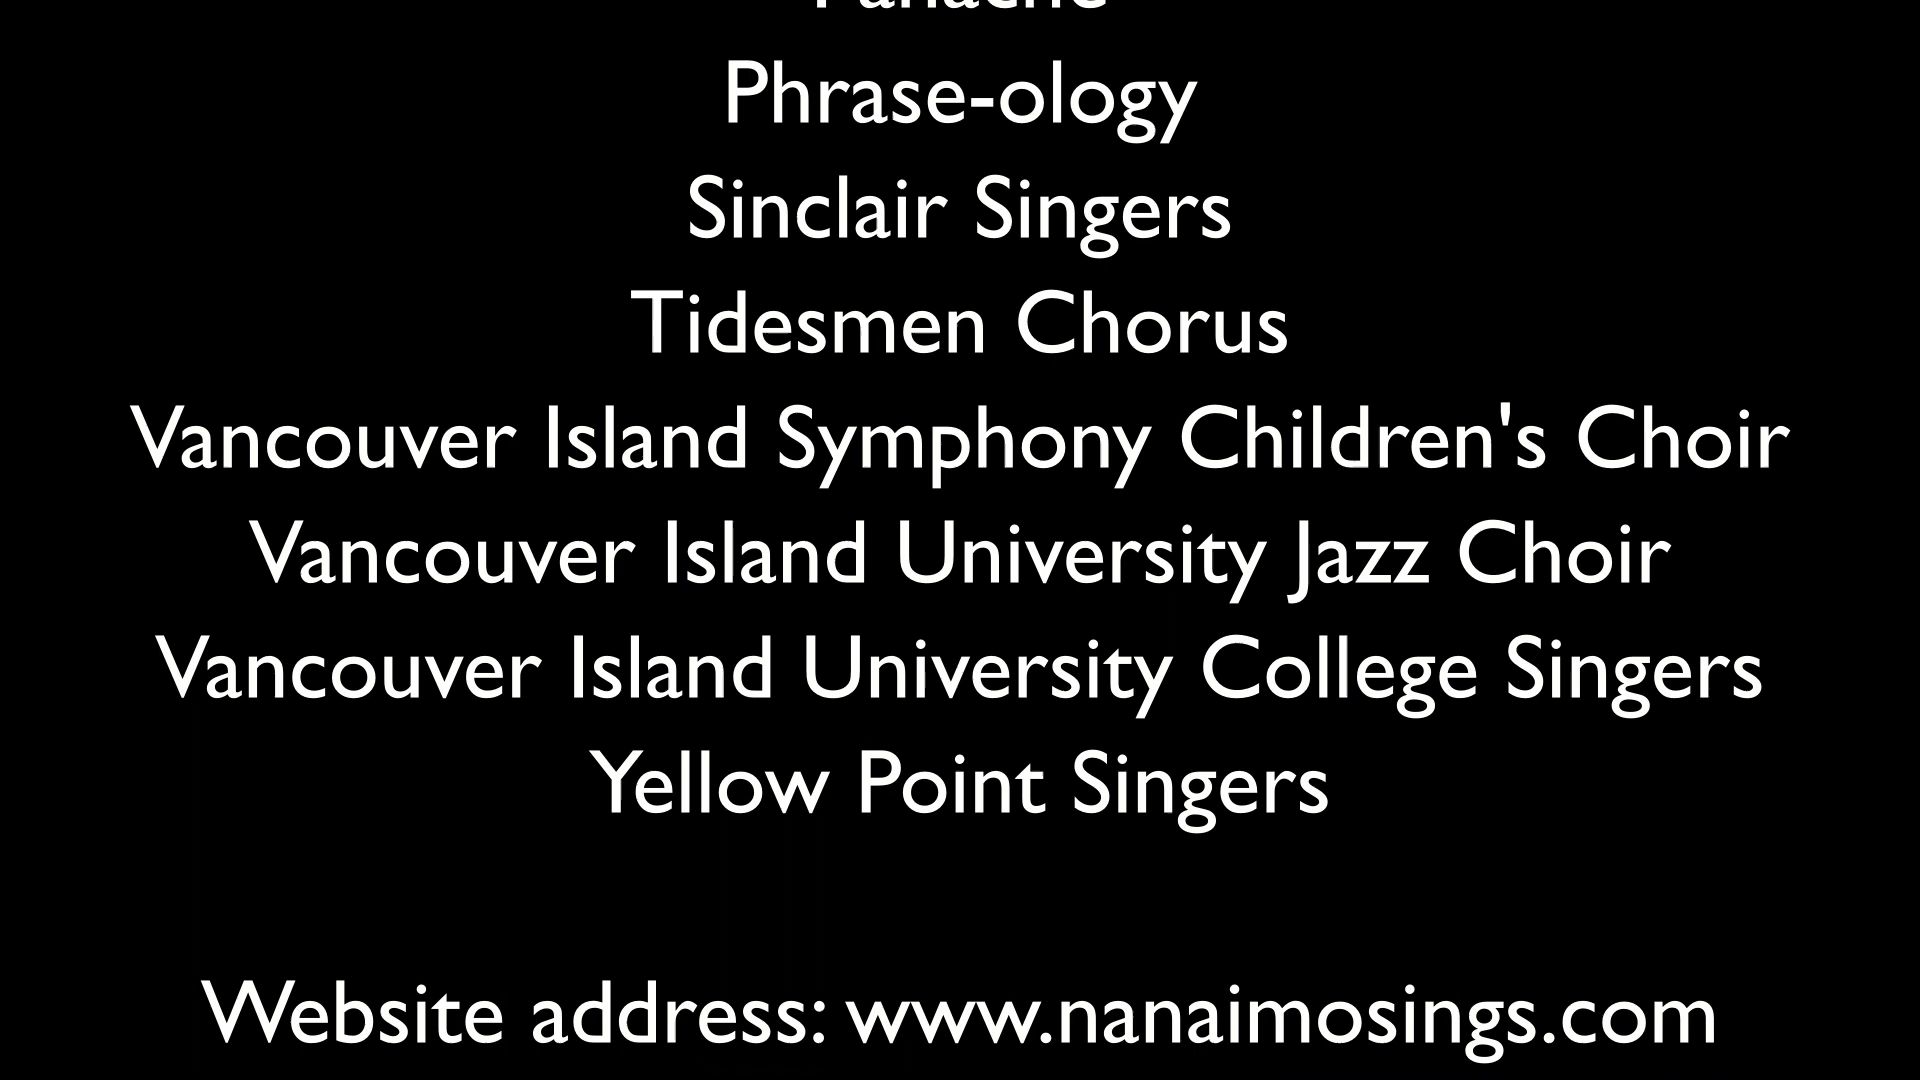 Panache
Phrase-ology
Sinclair Singers
Tidesmen Chorus
Vancouver Island Symphony Children's Choir
Vancouver Island University Jazz Choir
Vancouver Island University College Singers
Yellow Point Singers
Website address: www.nanaimosings.com